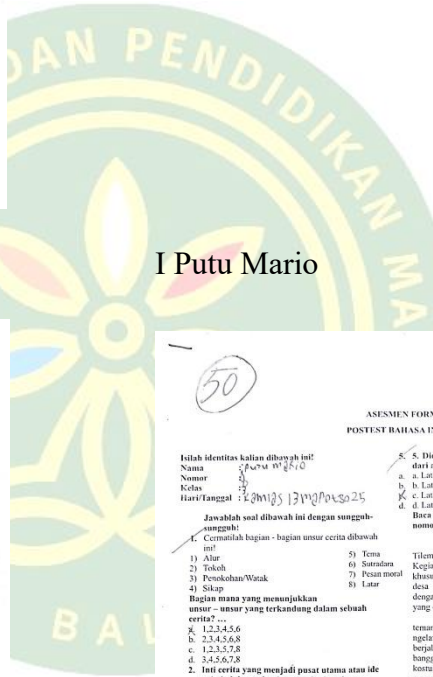 DAN PENDIDIKAN MA
BAL
I Putu Mario
50
ASESMEN FORM
POSTEST BAHASA IN
Isilah identitas kalian dibawah ini!
Nama : Putu Mario
Nomor :
Kelas :
Hari/Tanggal :
Jawablah soal dibawah ini dengan sungguh-
sungguh!
1. Cermatilah bagian - bagian unsur cerita dibawah
ini!
1) Alur
2) Tokoh
3) Penokohan/Watak
4) Sikap
5) Tema
6) Sutradara
7) Pesan moral
8) Latar
Bagian mana yang menunjukkan
unsur – unsur yang terkandung dalam sebuah
cerita? …
a. 1,2,3,4,5,6
b. 2,3,4,5,6,8
c. 1,2,3,5,7,8
d. 3,4,5,6,7,8
2. Inti cerita yang menjadi pusat utama atau ide
5. 5. Di
dari
a. a. Lat
b. b. Lat
c. c. Lat
d. d. Lat
Baca
nomo
Tilem
Kegia
khusu
desa
denga
yang
teman
ngela
berja
bangg
kostu